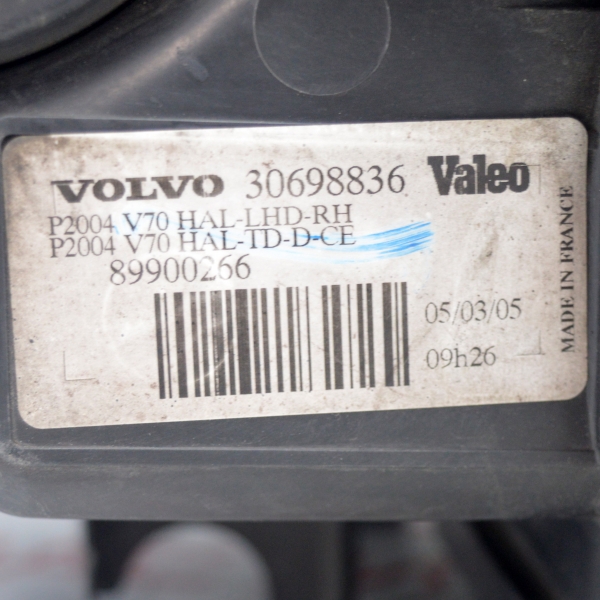 VOLVO 30698836 Valeo
P2004 V70 HAL-LHD-RH
P2004 V70 HAL-TD-D-CE
89900266
05/03/05
09h26
MADE IN FRANCE